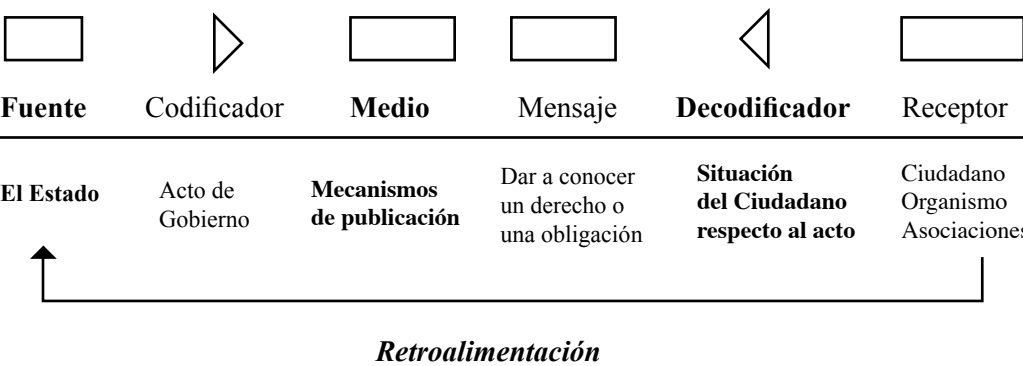 Fuente Codificador Medio Mensaje Decodificador Receptor
El Estado
Acto de
Gobierno
Mecanismos
de publicación
Dar a conocer
un derecho o
una obligación
Situación
del Ciudadano
respecto al acto
Ciudadano
Organismo
Asociaciones
Retroalimentación